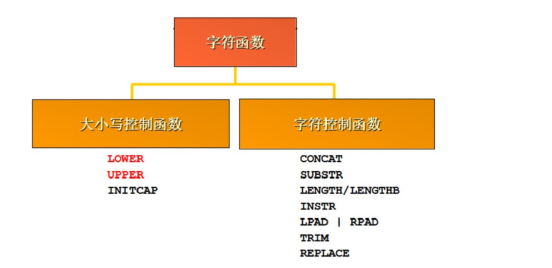 字符函数
大小写控制函数
字符控制函数
LOWER
UPPER
INITCAP
CONCAT
SUBSTR
LENGTH/LENGTHB
INSTR
LPAD | RPAD
TRIM
REPLACE